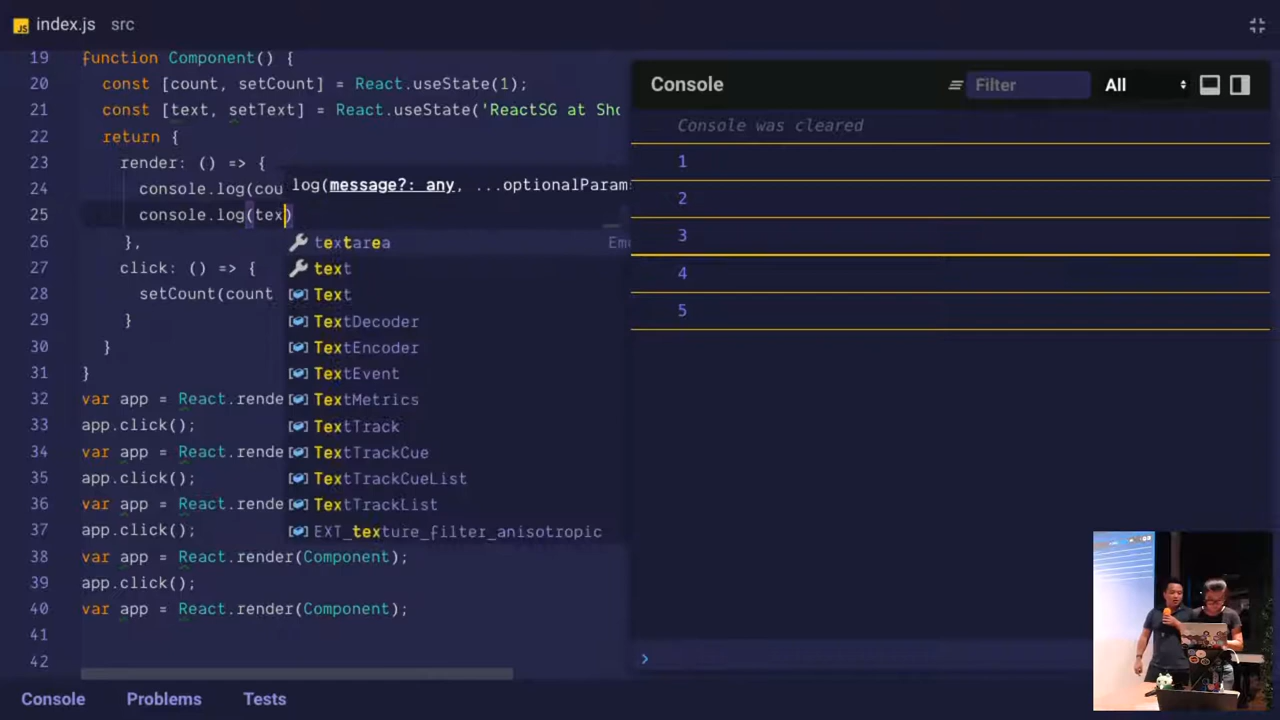 index.js src
19 function Component() {
20 const [count, setCount] = React.useState(1);
21 const [text, setText] = React.useState('ReactSG at Sho
22 return {
23 render: () => {
24 console.log(cou
log(message?: any, ...optionalParam
25 console.log(tex)
26 },
27 click: () => {
28 setCount(count
29 }
30 }
31 }
32 var app = React.rende
33 app.click();
34 var app = React.rende
35 app.click();
36 var app = React.rende
37 app.click();
38 var app = React.render(Component);
39 app.click();
40 var app = React.render(Component);
41
42
textarea Em
text
Text
TextDecoder
TextEncoder
TextEvent
TextMetrics
TextTrack
TextTrackCue
TextTrackCueList
TextTrackList
EXT_texture_filter_anisotropic
Console Filter All
Console was cleared
1
2
3
4
5
Console Problems Tests